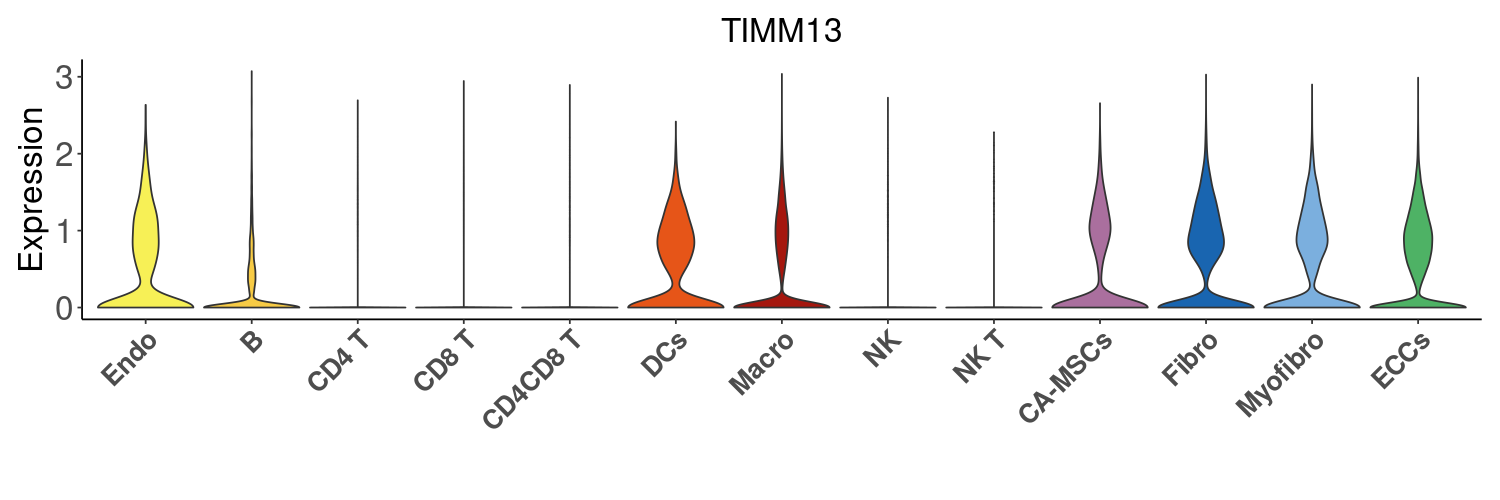 TIMM13
Expression
3
2
1
0
Endo
B
CD4 T
CD8 T
CD4CD8 T
DCs
Macro
NK
NK T
CA-MSCs
Fibro
Myofibro
ECCs